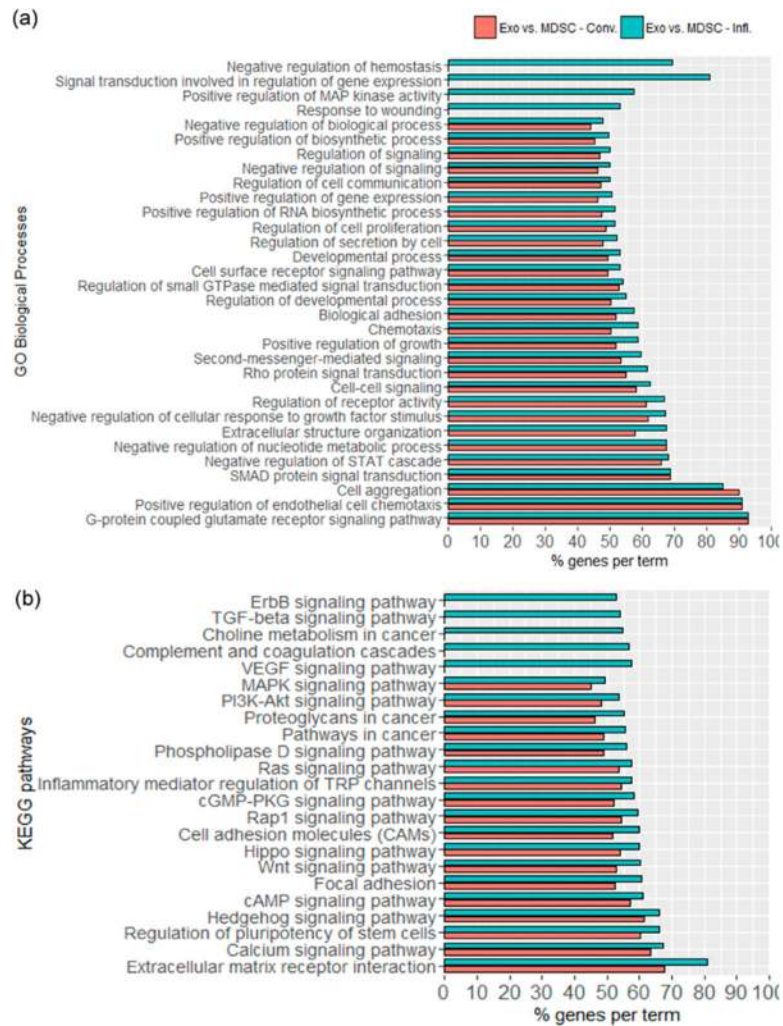 (a)
Exo vs. MDSC - Conv. Exo vs. MDSC - Infl.
GO Biological Processes
Negative regulation of hemostasis
Signal transduction involved in regulation of gene expression
Positive regulation of MAP kinase activity
Response to wounding
Negative regulation of biological process
Positive regulation of biosynthetic process
Regulation of signaling
Negative regulation of signaling
Regulation of cell communication
Positive regulation of gene expression
Positive regulation of RNA biosynthetic process
Regulation of cell proliferation
Regulation of secretion by cell
Developmental process
Cell surface receptor signaling pathway
Regulation of small GTPase mediated signal transduction
Regulation of developmental process
Biological adhesion
Chemotaxis
Positive regulation of growth
Second-messenger-mediated signaling
Rho protein signal transduction
Cell-cell signaling
Regulation of receptor activity
Negative regulation of cellular response to growth factor stimulus
Extracellular structure organization
Negative regulation of nucleotide metabolic process
Negative regulation of STAT cascade
SMAD protein signal transduction
Cell aggregation
Positive regulation of endothelial cell chemotaxis
G-protein coupled glutamate receptor signaling pathway
0 10 20 30 40 50 60 70 80 90 100
% genes per term
(b)
KEGG pathways
ErbB signaling pathway
TGF-beta signaling pathway
Choline metabolism in cancer
Complement and coagulation cascades
VEGF signaling pathway
MAPK signaling pathway
PI3K-Akt signaling pathway
Proteoglycans in cancer
Pathways in cancer
Phospholipase D signaling pathway
Ras signaling pathway
Inflammatory mediator regulation of TRP channels
cGMP-PKG signaling pathway
Rap1 signaling pathway
Cell adhesion molecules (CAMs)
Hippo signaling pathway
Wnt signaling pathway
Focal adhesion
cAMP signaling pathway
Hedgehog signaling pathway
Regulation of pluripotency of stem cells
Calcium signaling pathway
Extracellular matrix receptor interaction
0 10 20 30 40 50 60 70 80 90 100
% genes per term